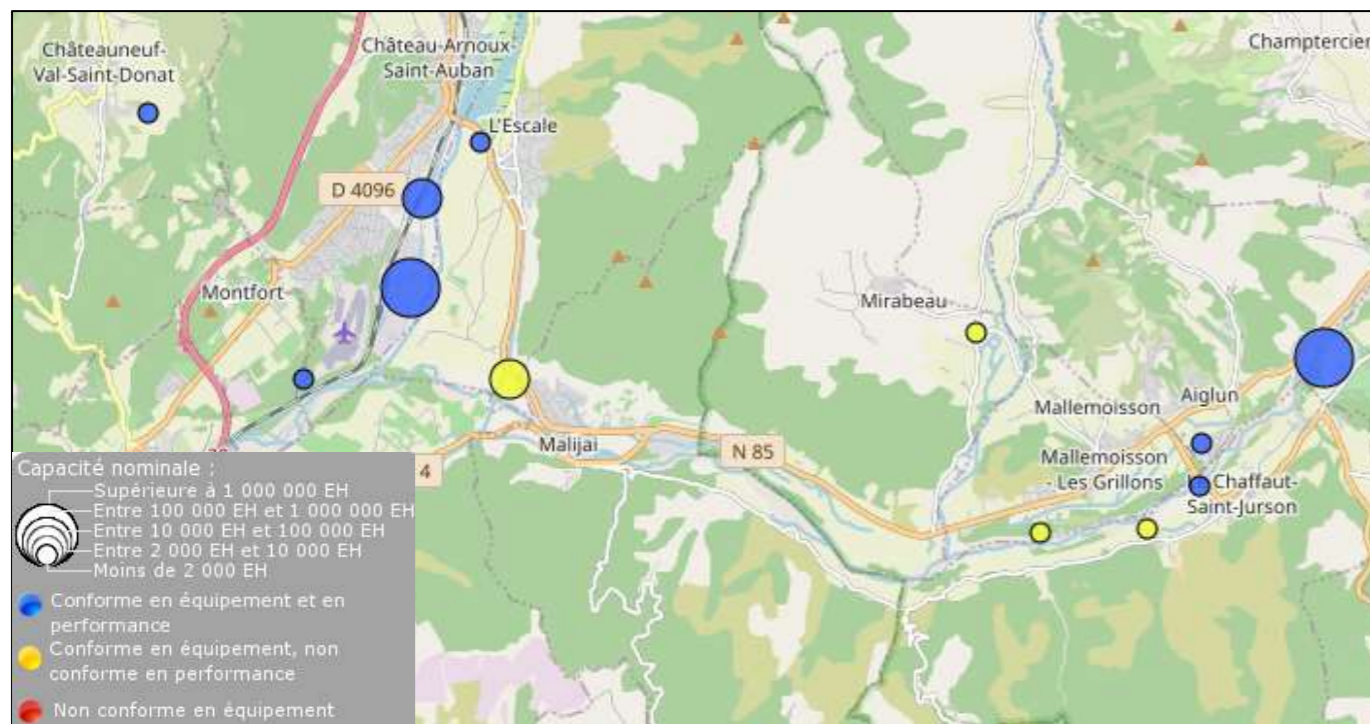 Châteauneuf-
Val-Saint-Donat
Château-Arnoux-
Saint-Auban
Champtercier
L'Escale
D 4096
Montfort
Mirabeau
Aiglun
Mallemoisson
Malijai
N 85
Mallemoisson
- Les Grillons
Chaffaut-
Saint-Jurson
4
Capacité nominale :
Supérieure à 1 000 000 EH
Entre 100 000 EH et 1 000 000 EH
Entre 10 000 EH et 100 000 EH
Entre 2 000 EH et 10 000 EH
Moins de 2 000 EH
Conforme en équipement et en
performance
Conforme en équipement, non
conforme en performance
Non conforme en équipement